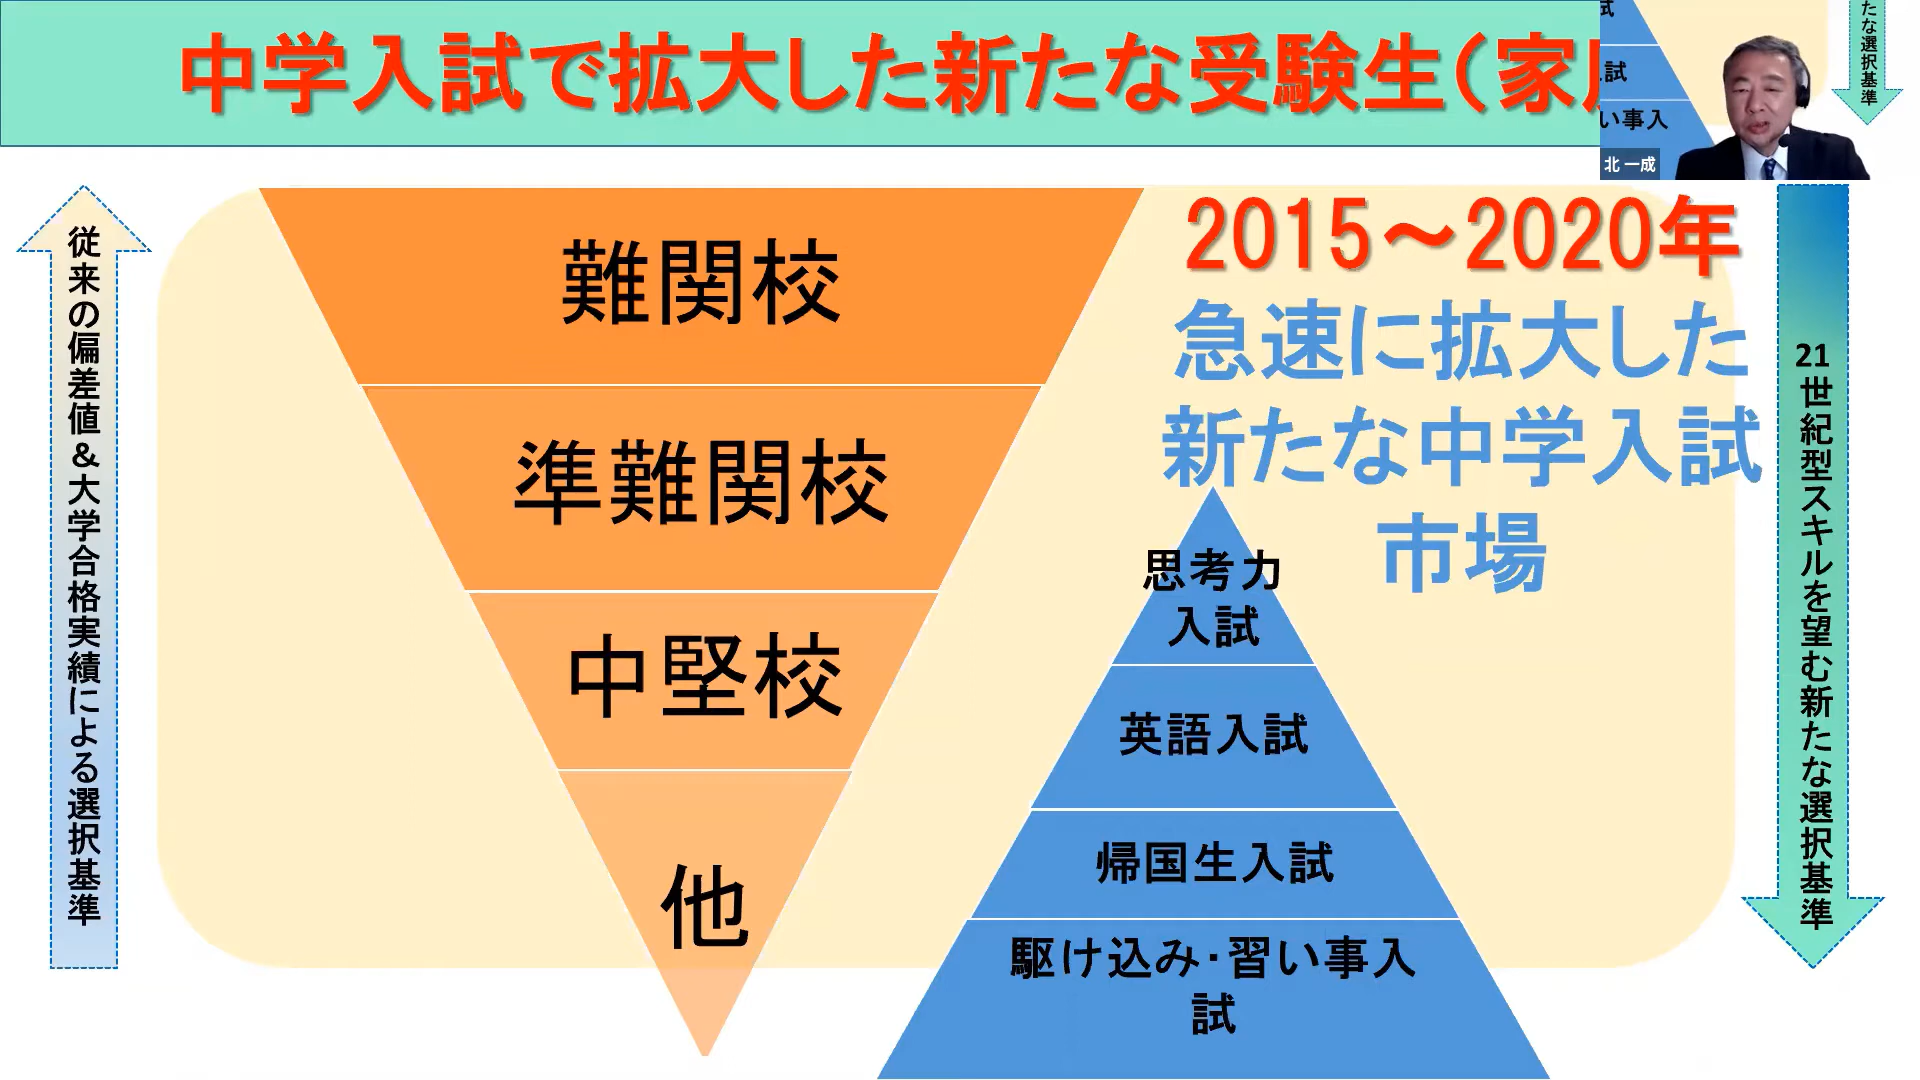 中学入試で拡大した新たな受験生（家
試
試
い事入
たな選択基準
北 一成
従来の偏差値＆大学合格実績による選択基準
難関校
準難関校
中堅校
他
2015～2020年
急速に拡大した
新たな中学入試
市場
思考力
入試
英語入試
帰国生入試
駆け込み・習い事入
試
21世紀型スキルを望む新たな選択基準